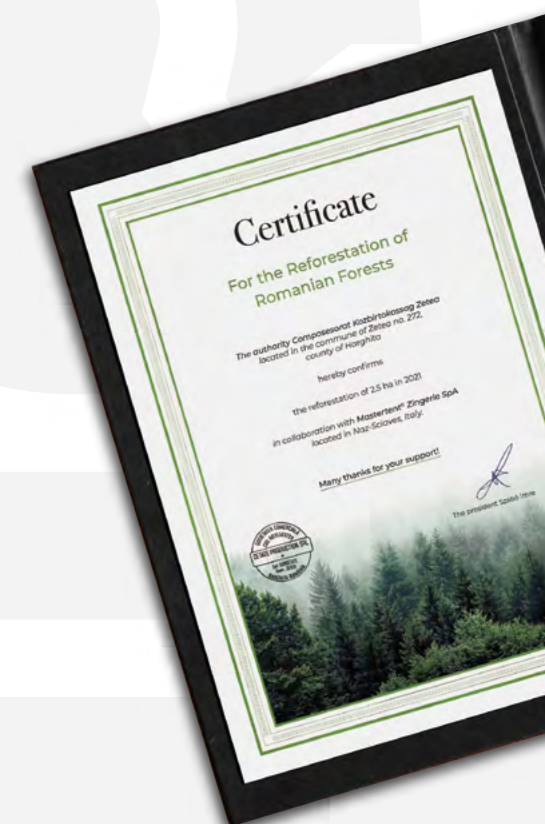 Certificate
For the Reforestation of
Romanian Forests
The authority Composesorat Kozbirtokossag Zetea
located in the commune of Zetea no. 272,
county of Harghita
hereby confirms
the reforestation of 2.5 ha in 2021
in collaboration with Mastertent® Zingerle SpA
located in Naz-Sciaves, Italy.
Many thanks for your support!
The president Szabó Imre